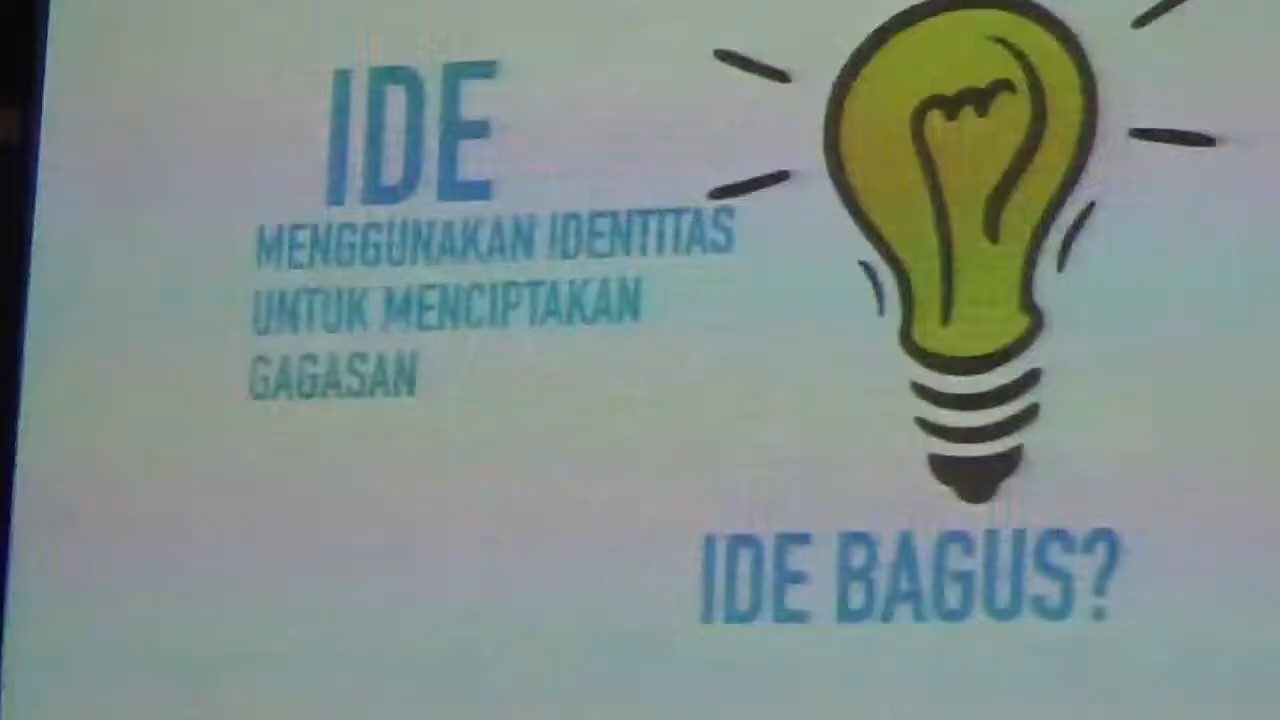 IDE
MENGGUNAKAN IDENTITAS
UNTUK MENCIPTAKAN
GAGASAN
IDE BAGUS?